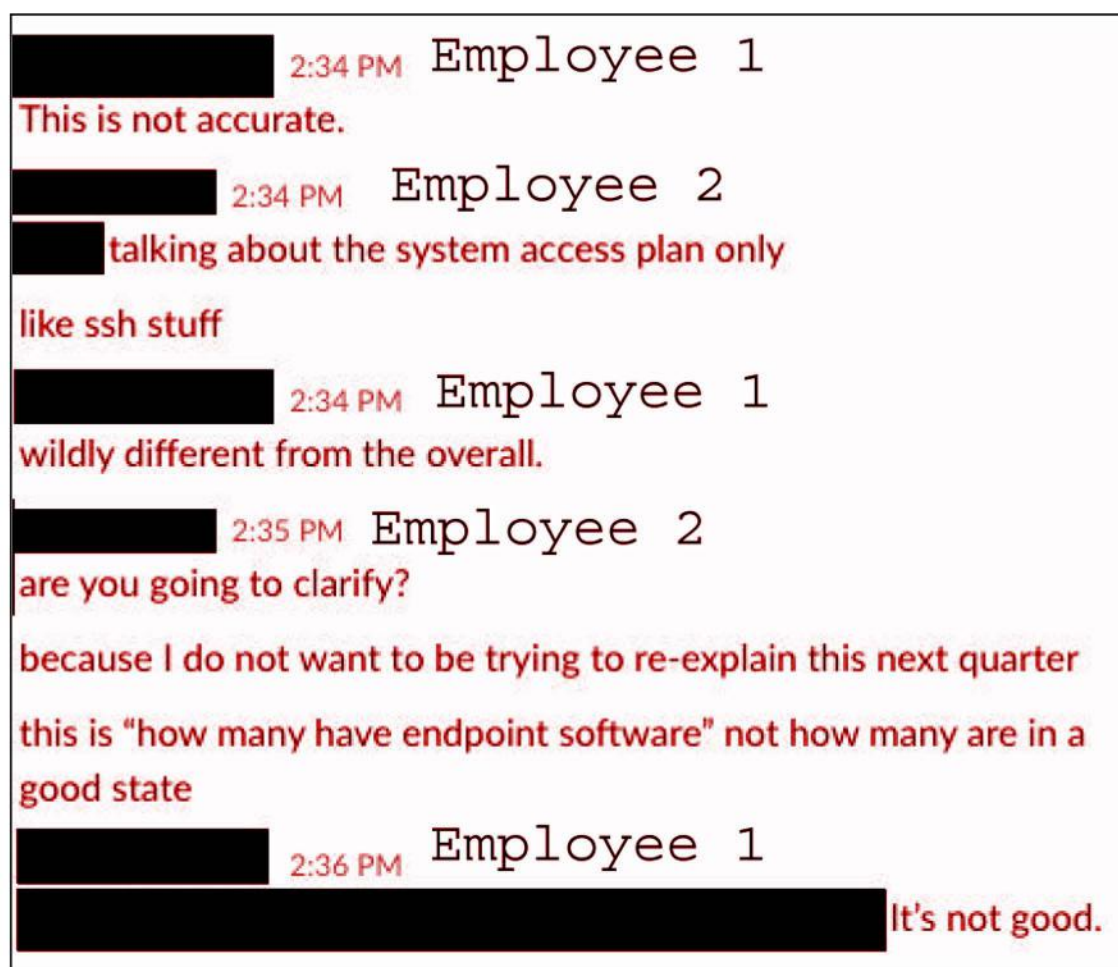 2:34 PM Employee 1
This is not accurate.
2:34 PM Employee 2
talking about the system access plan only
like ssh stuff
2:34 PM Employee 1
wildly different from the overall.
2:35 PM Employee 2
are you going to clarify?
because I do not want to be trying to re-explain this next quarter
this is “how many have endpoint software” not how many are in a
good state
2:36 PM Employee 1
It’s not good.